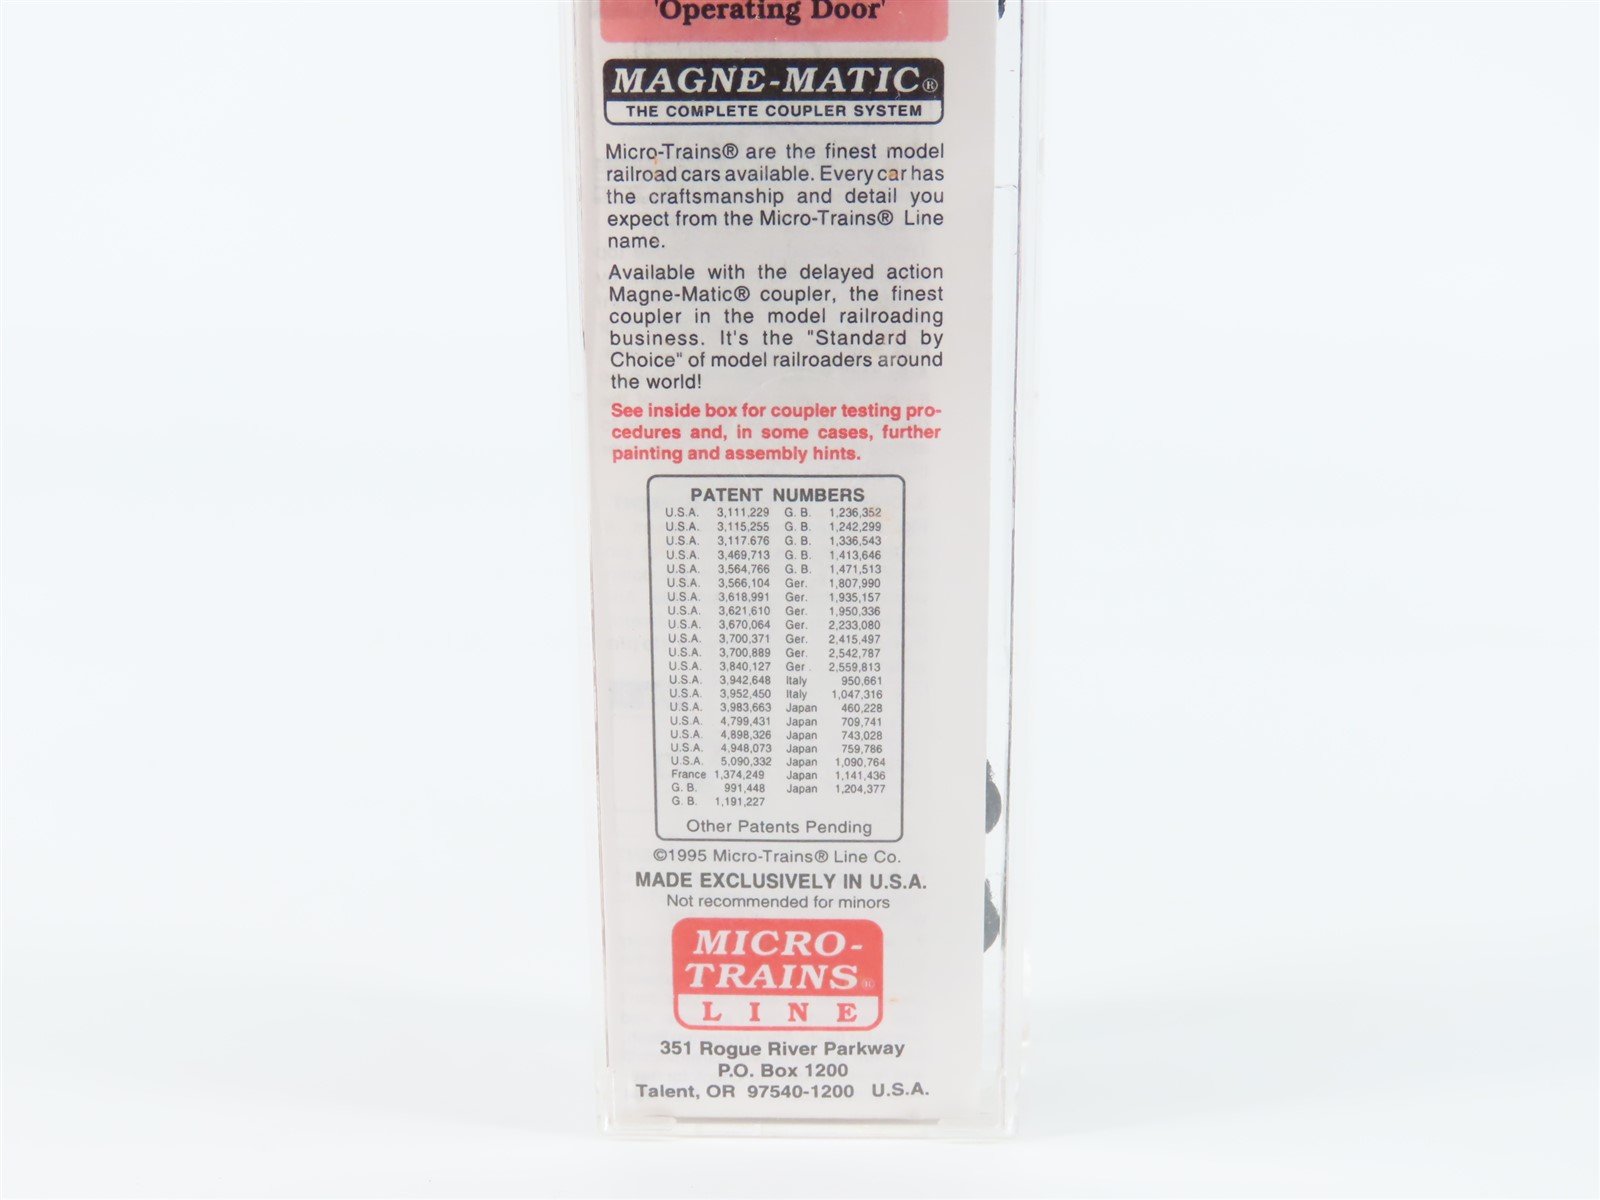 'Operating Door'
MAGNE-MATIC®
THE COMPLETE COUPLER SYSTEM
Micro-Trains® are the finest model
railroad cars available. Every car has
the craftsmanship and detail you
expect from the Micro-Trains® Line
name.
Available with the delayed action
Magne-Matic® coupler, the finest
coupler in the model railroading
business. It's the "Standard by
Choice" of model railroaders around
the world!
See inside box for coupler testing pro-
cedures and, in some cases, further
painting and assembly hints.
PATENT NUMBERS
U.S.A. 3,111,229 G. B. 1,236,352
U.S.A. 3,115,255 G. B. 1,242,299
U.S.A. 3,117.676 G. B. 1,336,543
U.S.A. 3,469,713 G. B. 1,413,646
U.S.A. 3,564,766 G. B. 1,471,513
U.S.A. 3,566,104 Ger. 1,807,990
U.S.A. 3,618,991 Ger. 1,935,157
U.S.A. 3,621,610 Ger. 1,950,336
U.S.A. 3,670,064 Ger. 2,233,080
U.S.A. 3,700,371 Ger. 2,415,497
U.S.A. 3,700,889 Ger. 2,542,787
U.S.A. 3,840,127 Ger . 2,559,813
U.S.A. 3,942,648 Italy 950,661
U.S.A. 3,952,450 Italy 1,047,316
U.S.A. 3,983,663 Japan 460,228
U.S.A. 4,799,431 Japan 709,741
U.S.A. 4,898,326 Japan 743,028
U.S.A. 4,948,073 Japan 759,786
U.S.A. 5,090,332 Japan 1,090,764
France 1,374,249 Japan 1,141,436
G. B. 991,448 Japan 1,204,377
G. B. 1,191,227
Other Patents Pending
©1995 Micro-Trains® Line Co.
MADE EXCLUSIVELY IN U.S.A.
Not recommended for minors
MICRO-
TRAINS®
LINE
351 Rogue River Parkway
P.O. Box 1200
Talent, OR 97540-1200 U.S.A.